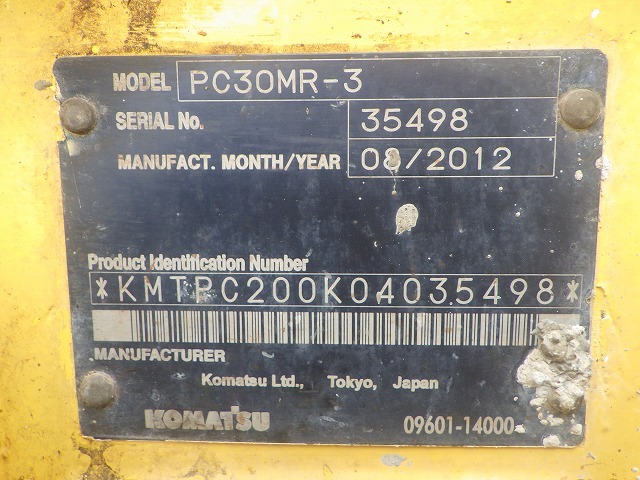 MODEL PC30MR-3
SERIAL No. 35498
MANUFACT. MONTH/YEAR 08/2012
Product Identification Number
*KMTPC200K04035498*
MANUFACTURER
Komatsu Ltd., Tokyo, Japan
KOMATSU
09601-14000